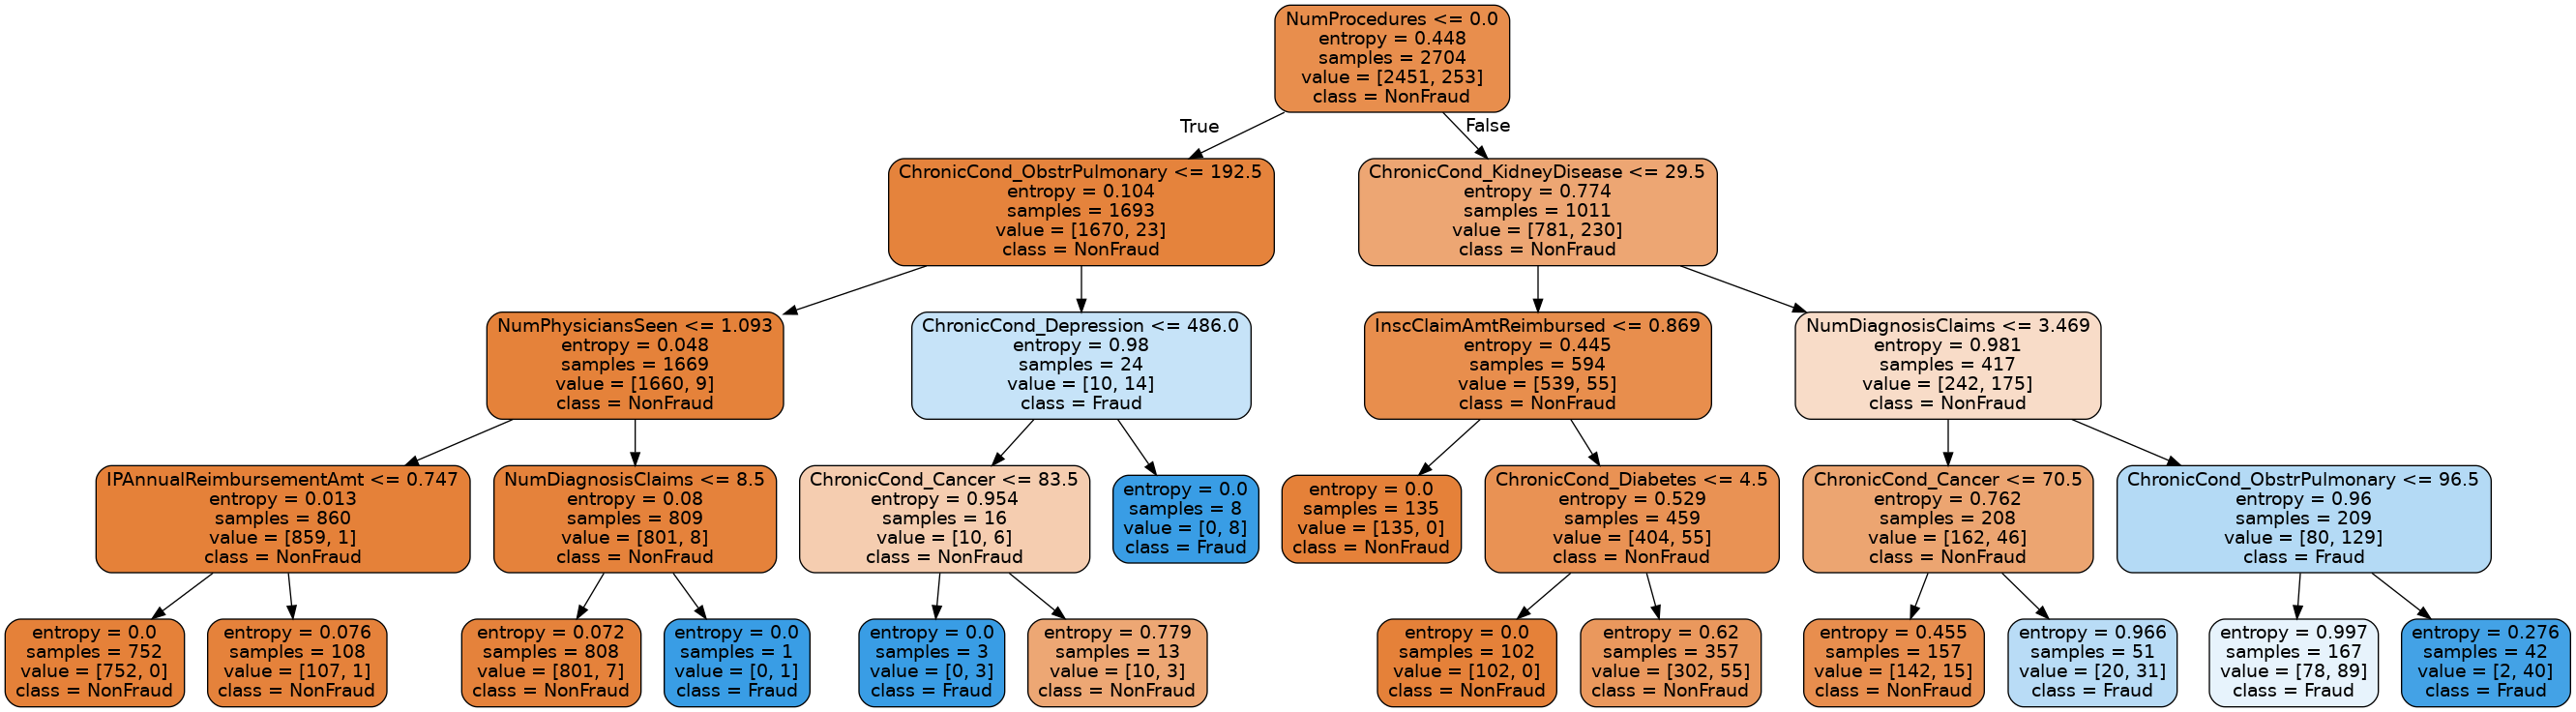 NumProcedures <= 0.0
entropy = 0.448
samples = 2704
value = [2451, 253]
class = NonFraud
True
False
ChronicCond_ObstrPulmonary <= 192.5
entropy = 0.104
samples = 1693
value = [1670, 23]
class = NonFraud
ChronicCond_KidneyDisease <= 29.5
entropy = 0.774
samples = 1011
value = [781, 230]
class = NonFraud
NumPhysiciansSeen <= 1.093
entropy = 0.048
samples = 1669
value = [1660, 9]
class = NonFraud
ChronicCond_Depression <= 486.0
entropy = 0.98
samples = 24
value = [10, 14]
class = Fraud
InscClaimAmtReimbursed <= 0.869
entropy = 0.445
samples = 594
value = [539, 55]
class = NonFraud
NumDiagnosisClaims <= 3.469
entropy = 0.981
samples = 417
value = [242, 175]
class = NonFraud
IPAnnualReimbursementAmt <= 0.747
entropy = 0.013
samples = 860
value = [859, 1]
class = NonFraud
NumDiagnosisClaims <= 8.5
entropy = 0.08
samples = 809
value = [801, 8]
class = NonFraud
ChronicCond_Cancer <= 83.5
entropy = 0.954
samples = 16
value = [10, 6]
class = NonFraud
entropy = 0.0
samples = 8
value = [0, 8]
class = Fraud
entropy = 0.0
samples = 135
value = [135, 0]
class = NonFraud
ChronicCond_Diabetes <= 4.5
entropy = 0.529
samples = 459
value = [404, 55]
class = NonFraud
ChronicCond_Cancer <= 70.5
entropy = 0.762
samples = 208
value = [162, 46]
class = NonFraud
ChronicCond_ObstrPulmonary <= 96.5
entropy = 0.96
samples = 209
value = [80, 129]
class = Fraud
entropy = 0.0
samples = 752
value = [752, 0]
class = NonFraud
entropy = 0.076
samples = 108
value = [107, 1]
class = NonFraud
entropy = 0.072
samples = 808
value = [801, 7]
class = NonFraud
entropy = 0.0
samples = 1
value = [0, 1]
class = Fraud
entropy = 0.0
samples = 3
value = [0, 3]
class = Fraud
entropy = 0.779
samples = 13
value = [10, 3]
class = NonFraud
entropy = 0.0
samples = 102
value = [102, 0]
class = NonFraud
entropy = 0.62
samples = 357
value = [302, 55]
class = NonFraud
entropy = 0.455
samples = 157
value = [142, 15]
class = NonFraud
entropy = 0.966
samples = 51
value = [20, 31]
class = Fraud
entropy = 0.997
samples = 167
value = [78, 89]
class = Fraud
entropy = 0.276
samples = 42
value = [2, 40]
class = Fraud